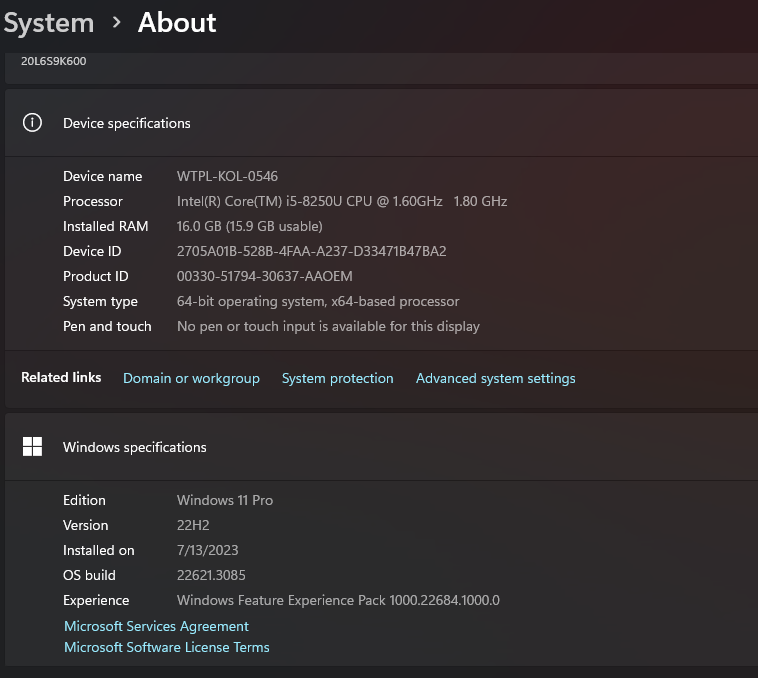 System > About
20L6S9K600
Device specifications
Device name WTPL-KOL-0546
Processor Intel(R) Core(TM) i5-8250U CPU @ 1.60GHz 1.80 GHz
Installed RAM 16.0 GB (15.9 GB usable)
Device ID 2705A01B-528B-4FAA-A237-D33471B47BA2
Product ID 00330-51794-30637-AAOEM
System type 64-bit operating system, x64-based processor
Pen and touch No pen or touch input is available for this display
Related links Domain or workgroup System protection Advanced system settings
Windows specifications
Edition Windows 11 Pro
Version 22H2
Installed on 7/13/2023
OS build 22621.3085
Experience Windows Feature Experience Pack 1000.22684.1000.0
Microsoft Services Agreement
Microsoft Software License Terms